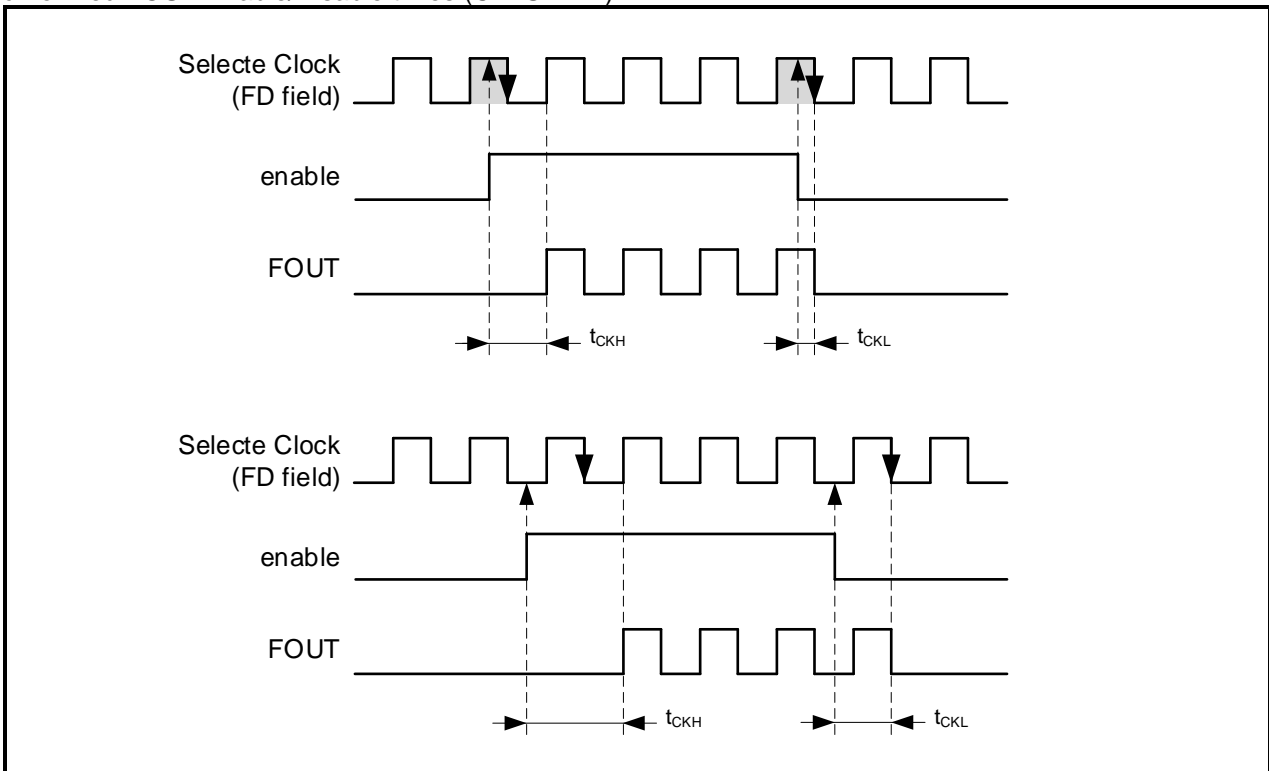 Selecte Clock
(FD field)
enable
FOUT
tCKH
tCKL
Selecte Clock
(FD field)
enable
FOUT
tCKH
tCKL